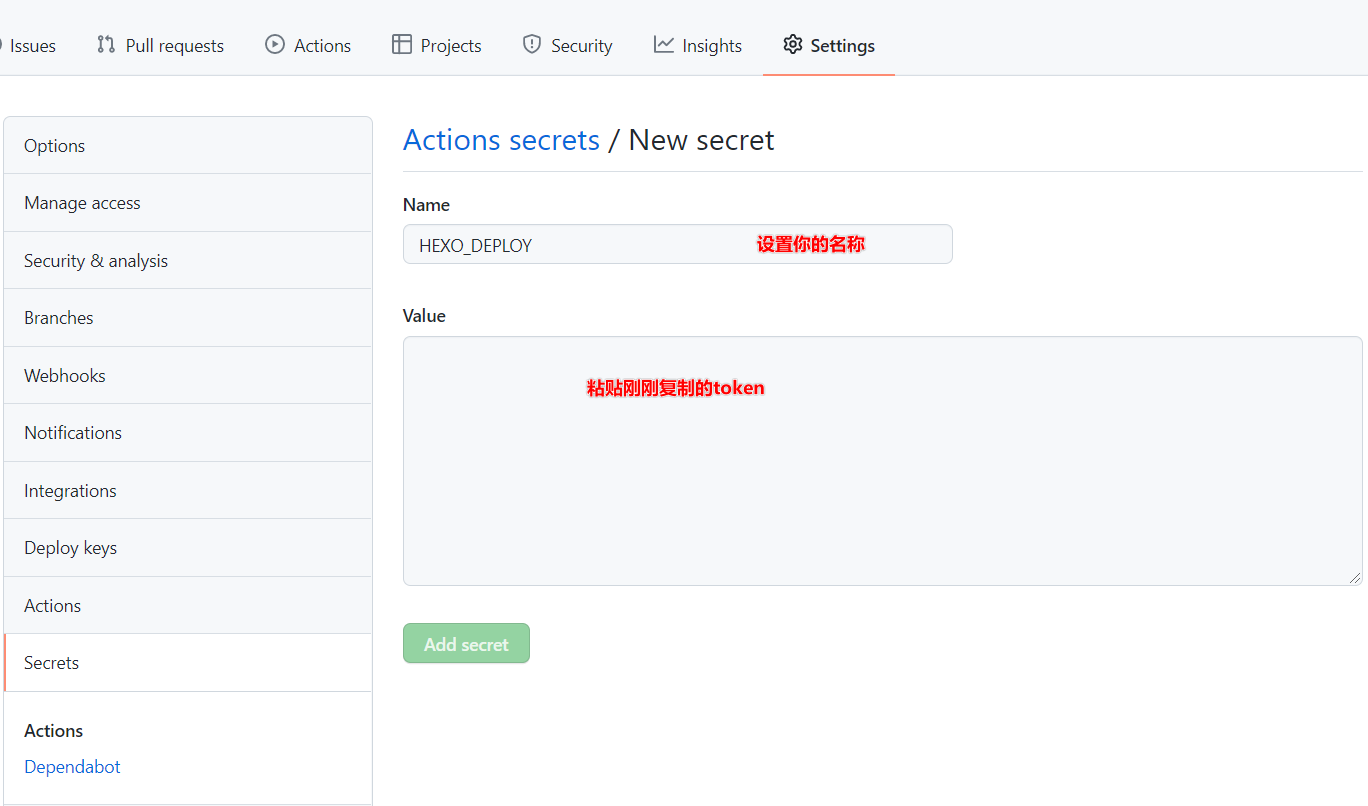 Issues Pull requests Actions Projects Security Insights Settings
Options
Manage access
Security & analysis
Branches
Webhooks
Notifications
Integrations
Deploy keys
Actions
Secrets
Actions
Dependabot
Actions secrets / New secret
Name
HEXO_DEPLOY 设置你的名称
Value
粘贴刚刚复制的token
Add secret